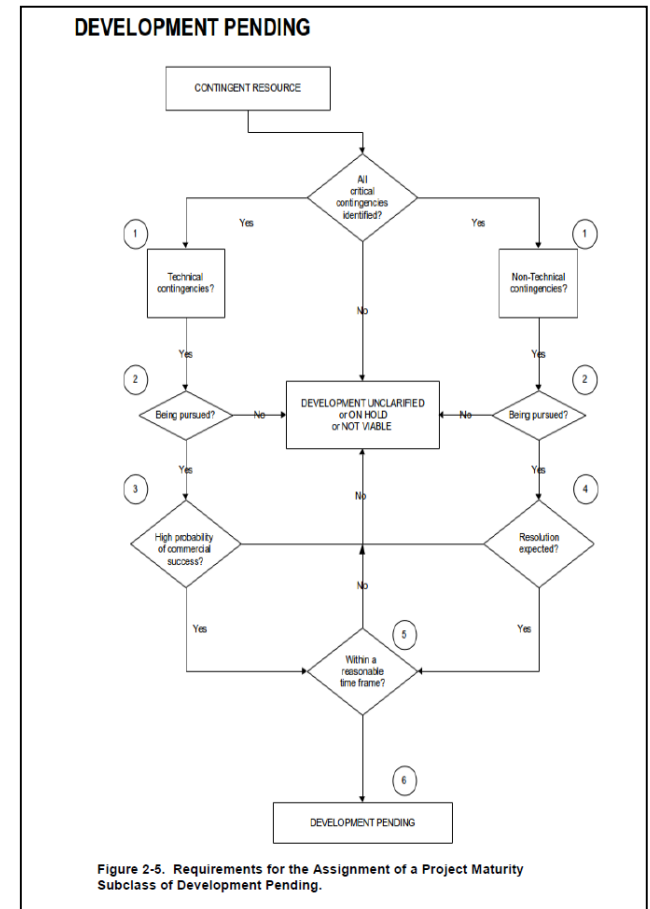 DEVELOPMENT PENDING
CONTINGENT RESOURCE
All
critical
contingencies
identified?
Yes
Yes
1
1
Technical
contingencies?
Non-Technical
contingencies?
No
Yes
Yes
2
2
Being pursued?
No
DEVELOPMENT UNCLARIFIED
or ON HOLD
or NOT VIABLE
No
Being pursued?
Yes
Yes
3
4
No
High probability
of commercial
success?
Resolution
expected?
No
Yes
Yes
5
Within a
reasonable
time frame?
6
DEVELOPMENT PENDING
Figure 2-5. Requirements for the Assignment of a Project Maturity
Subclass of Development Pending.